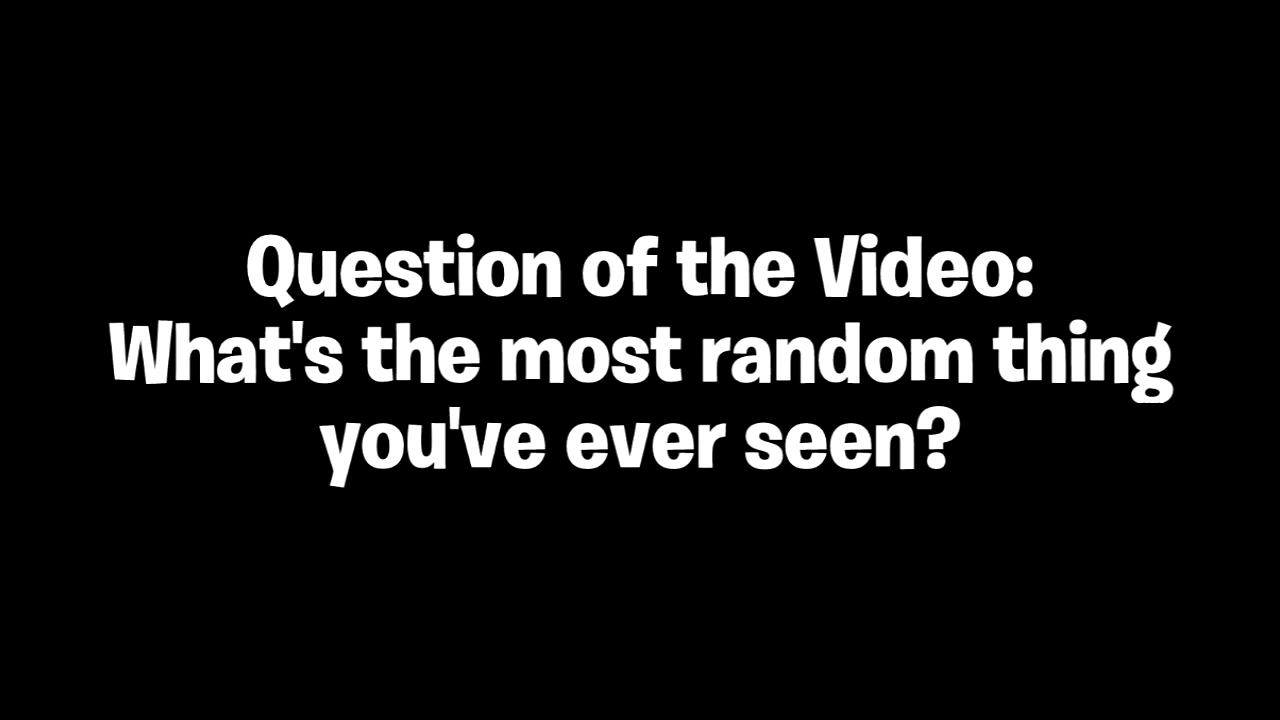 Question of the Video:
What's the most random thing
you've ever seen?